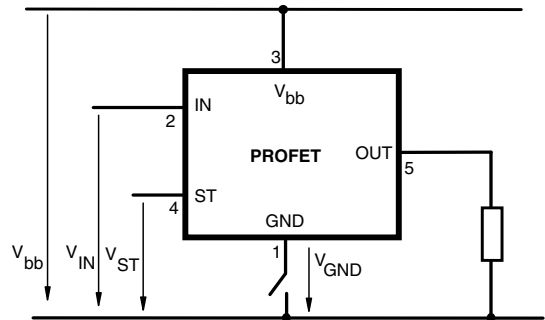 3
V_bb
IN
2
PROFET
OUT
5
ST
4
GND
1
V_bb
V_IN
V_ST
V_GND